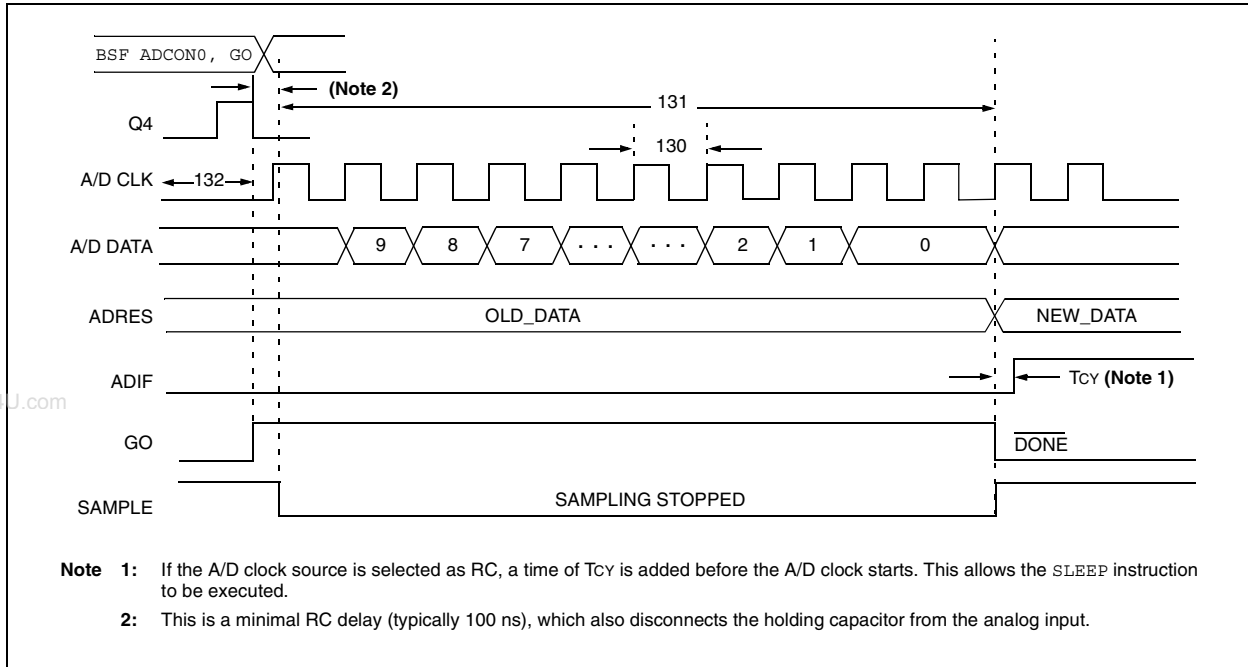 BSF ADCON0, GO
(Note 2)
131
Q4
130
A/D CLK
132
A/D DATA
9 8 7 . . . . . . 2 1 0
ADRES
OLD_DATA
NEW_DATA
ADIF
TCY (Note 1)
4U.com
GO
DONE
SAMPLE
SAMPLING STOPPED
Note 1: If the A/D clock source is selected as RC, a time of TCY is added before the A/D clock starts. This allows the SLEEP instruction
to be executed.
2: This is a minimal RC delay (typically 100 ns), which also disconnects the holding capacitor from the analog input.